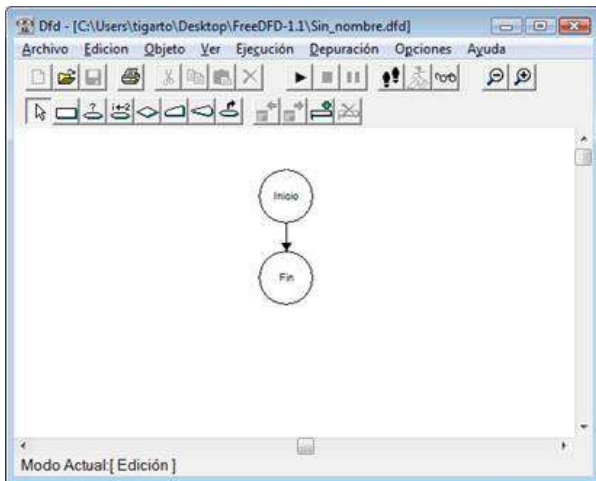 Dfd - [C:\Users\tigarto\Desktop\FreeDFD-1.1\Sin_nombre.dfd]
Archivo Edicion Objeto Ver Ejecución Depuración Opciones Ayuda
Inicio
Fin
Modo Actual:[ Edición ]